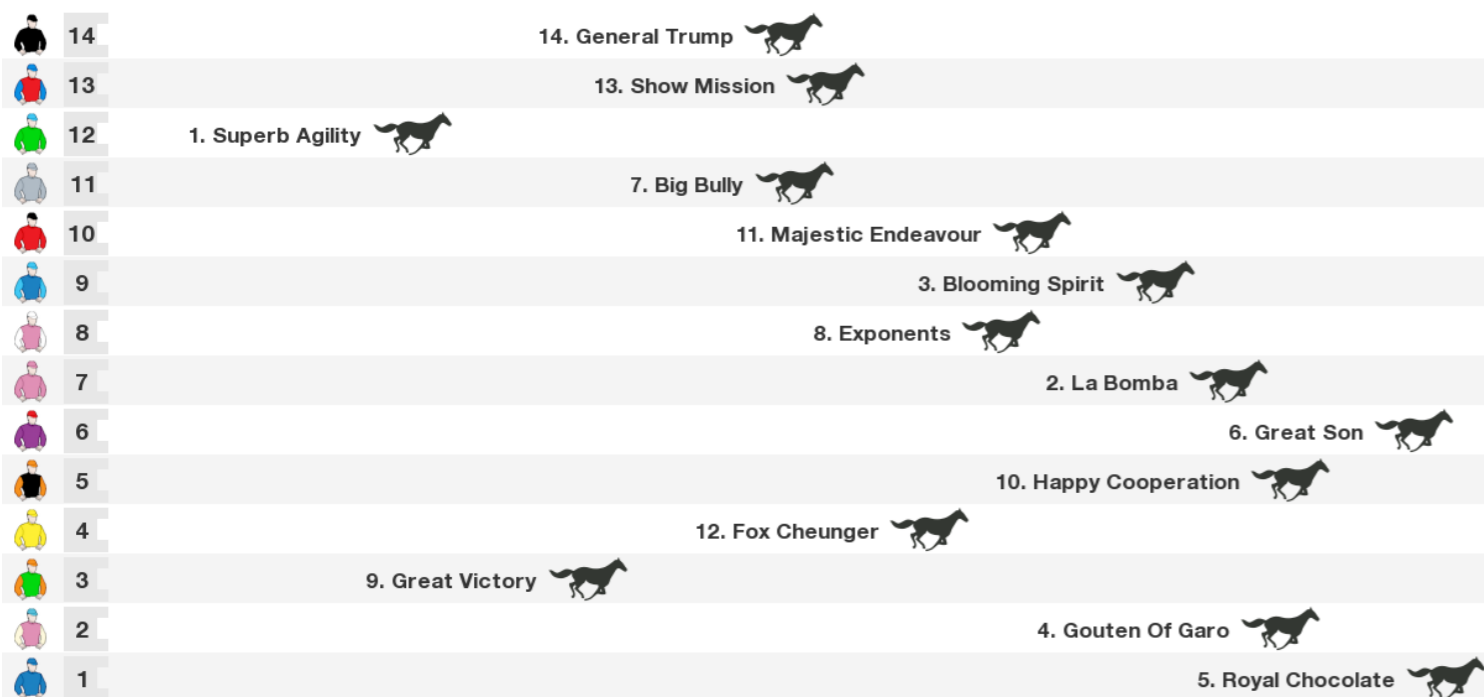 14 14. General Trump
13 13. Show Mission
12 1. Superb Agility
11 7. Big Bully
10 11. Majestic Endeavour
9 3. Blooming Spirit
8 8. Exponents
7 2. La Bomba
6 6. Great Son
5 10. Happy Cooperation
4 12. Fox Cheunger
3 9. Great Victory
2 4. Gouten Of Garo
1 5. Royal Chocolate